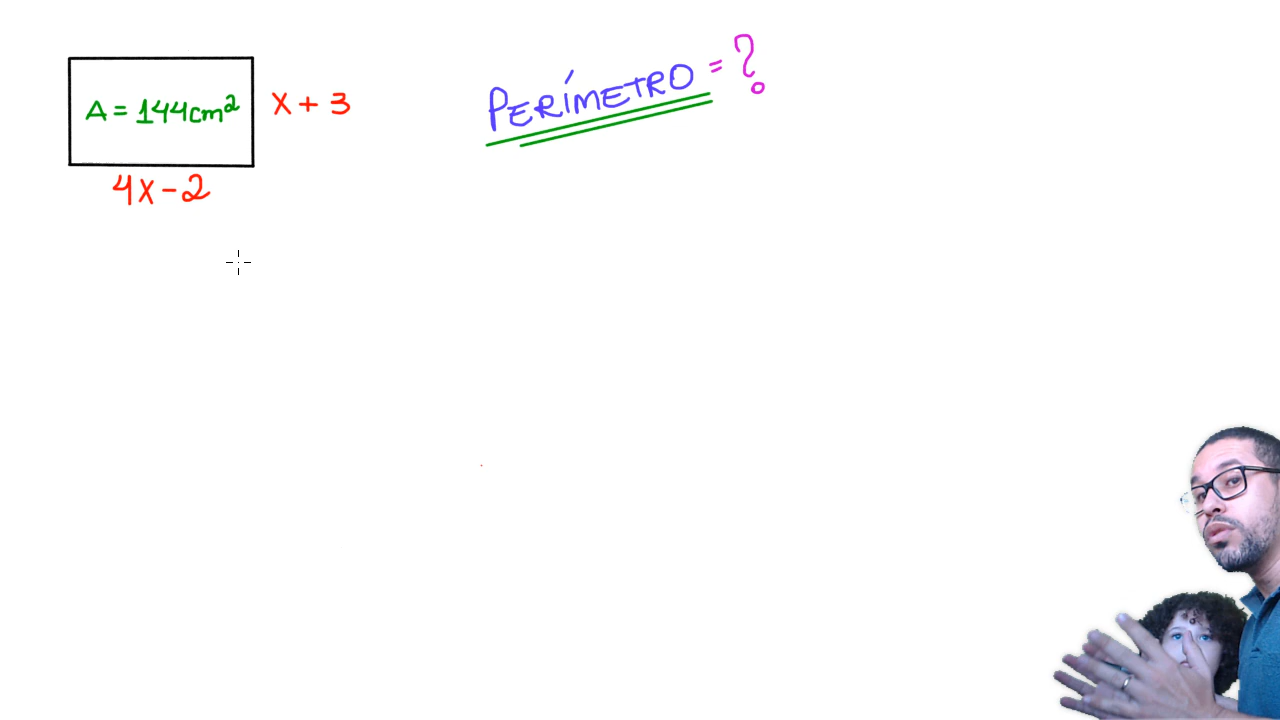 A = 144cm²
x + 3
4x - 2
PERÍMETRO = ?